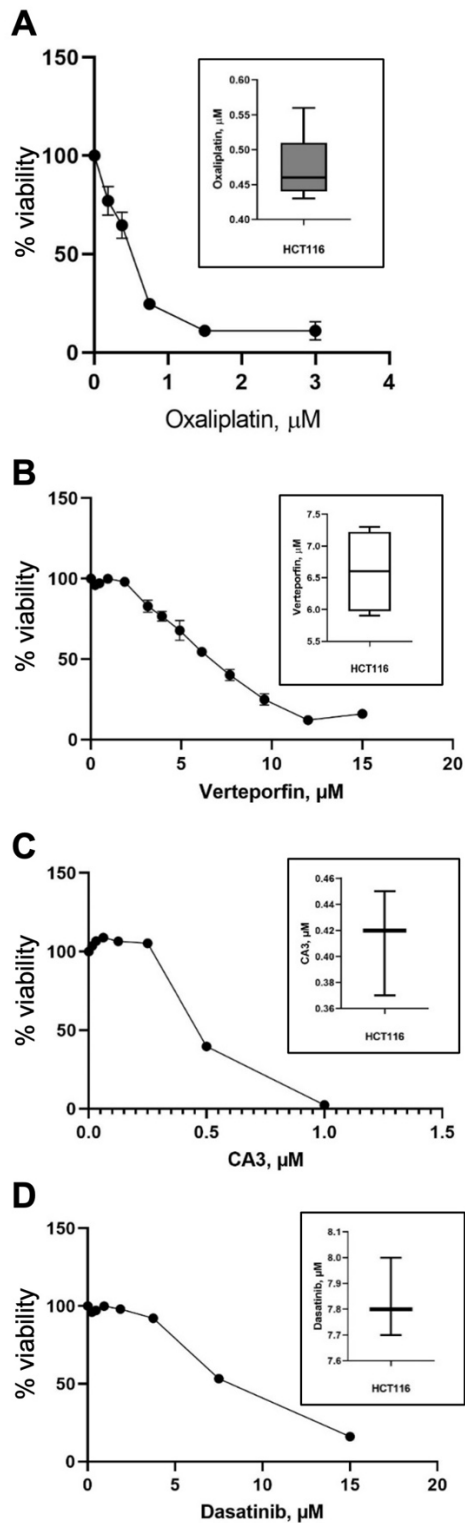 A
150
100
50
0
% viability
0 1 2 3 4
Oxaliplatin, μM
0.60
0.55
0.50
0.45
0.40
Oxaliplatin, μM
HCT116
B
150
100
50
0
% viability
0 5 10 15 20
Verteporfin, μM
7.5
7.0
6.5
6.0
5.5
Verteporfin, μM
HCT116
C
150
100
50
0
% viability
0.0 0.5 1.0 1.5
CA3, μM
0.46
0.44
0.42
0.40
0.38
0.36
CA3, μM
HCT116
D
150
100
50
0
% viability
0 5 10 15 20
Dasatinib, μM
8.1
8.0
7.9
7.8
7.7
7.6
Dasatinib, μM
HCT116